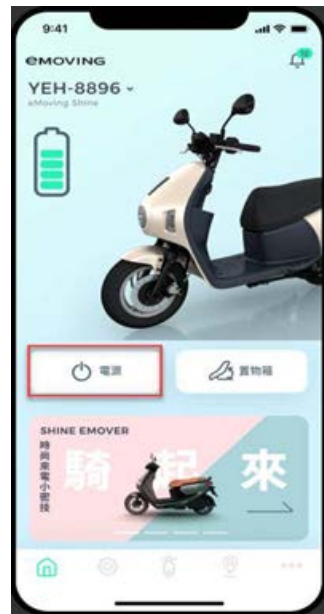 9:41
eMOVING
YEH-8896
eMoving Shine
電源
置物箱
SHINE EMOVER
時尚來電小密技
騎起來